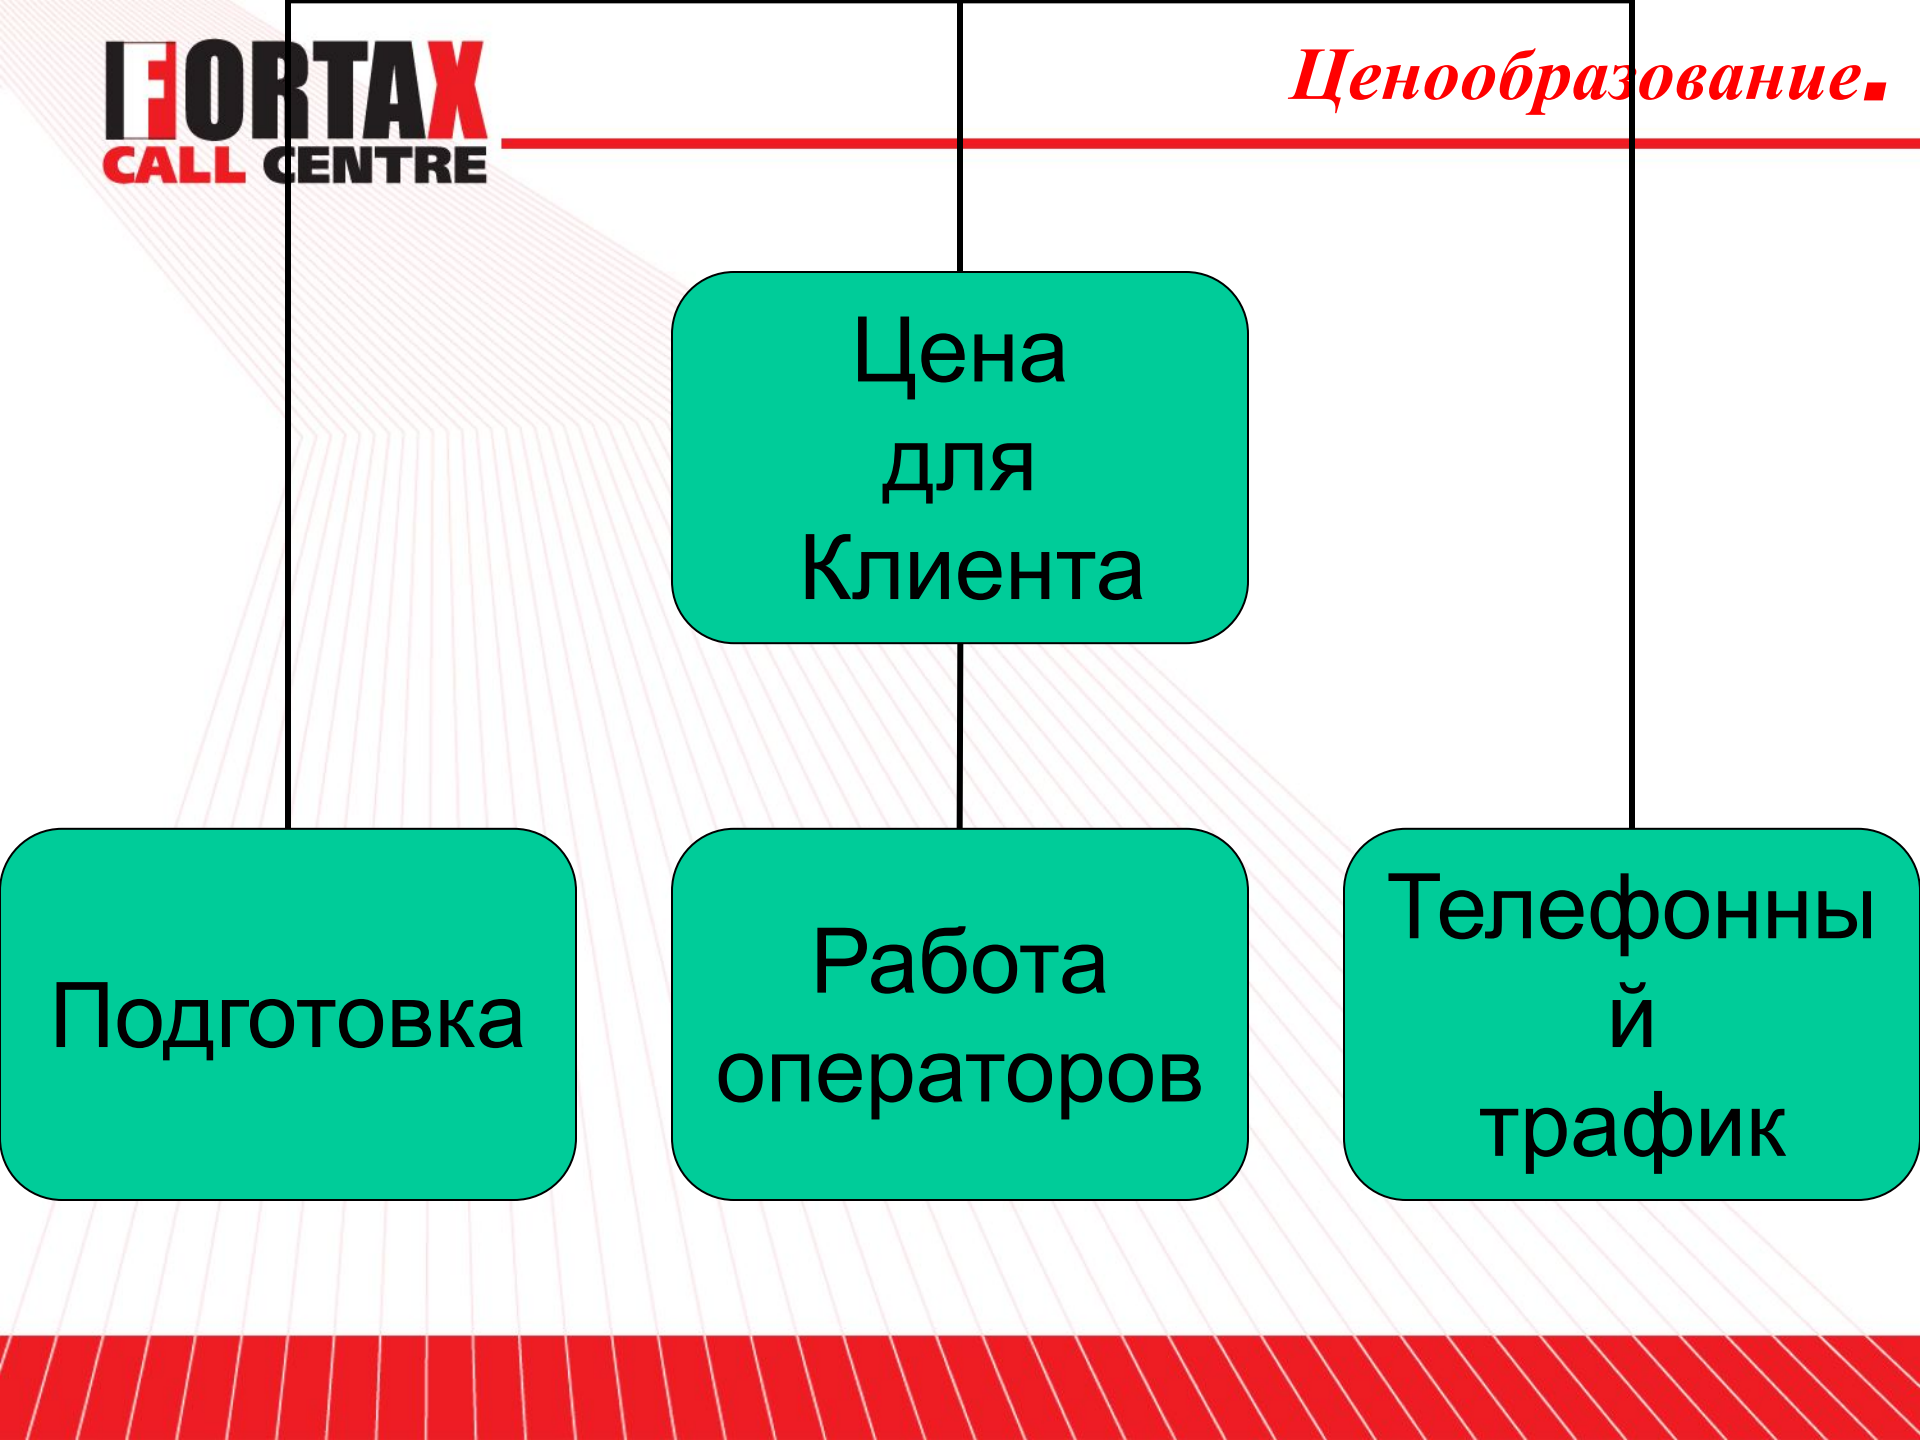 FORTAX
CALL CENTRE
Ценообразование.
Цена
для
Клиента
Подготовка
Работа
операторов
Телефонны
й
трафик